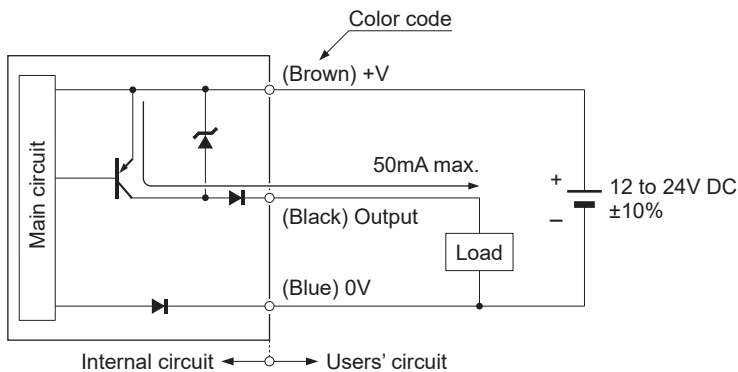 Color code
(Brown) +V
Main circuit
50mA max.
+
12 to 24V DC
±10%
−
(Black) Output
Load
(Blue) 0V
Internal circuit
Users' circuit